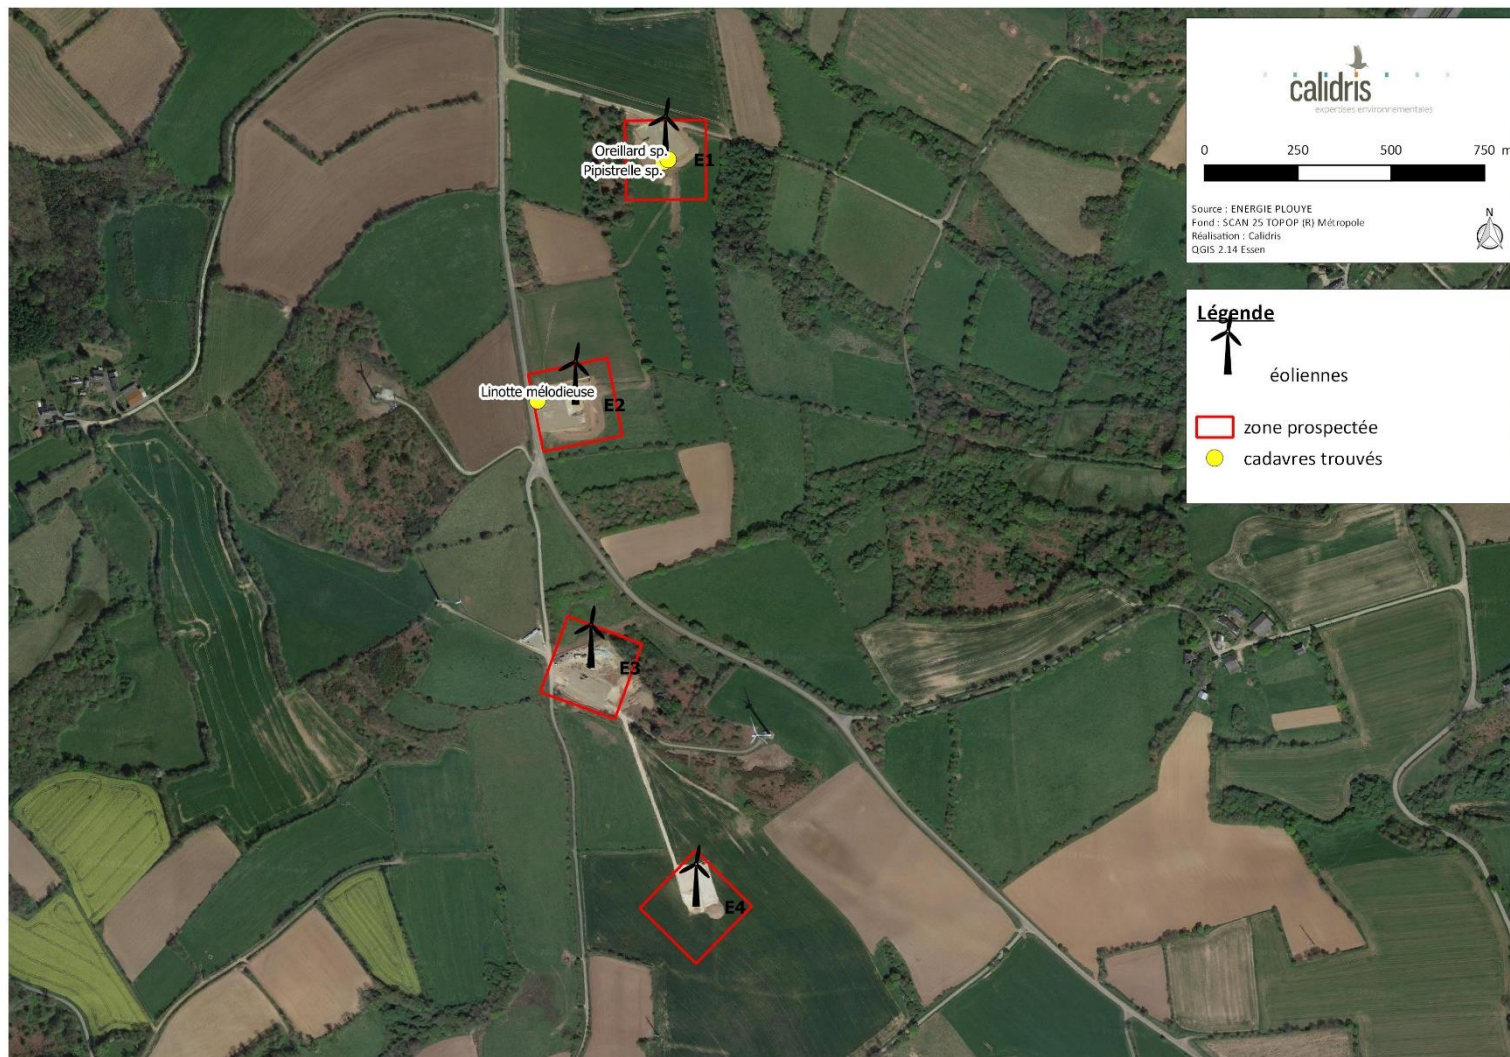 calidris
expertises environnementales
0 250 500 750 m
Source : ENERGIE PLOUYE
Fond : SCAN 25 TOPOP (R) Métropole
Réalisation : Calidris
QGIS 2.14 Essen
N
Légende
éoliennes
zone prospectée
cadavres trouvés
Oreillard sp.
Pipistrelle sp.
E1
Linotte mélodieuse
E2
E3
E4